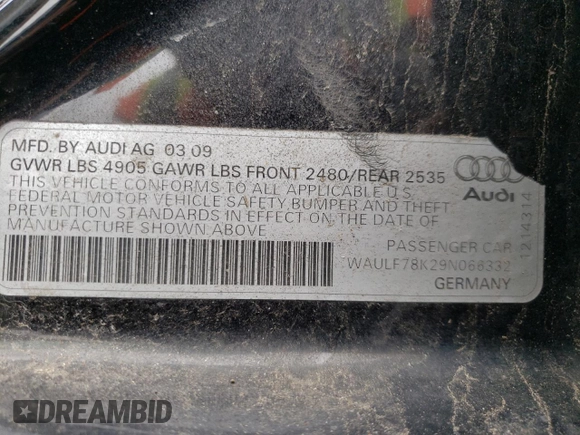 MFD. BY AUDI AG 03 09
GVWR LBS 4905 GAWR LBS FRONT 2480/REAR 2535
THIS VEHICLE CONFORMS TO ALL APPLICABLE U.S
FEDERAL MOTOR VEHICLE SAFETY, BUMPER AND THEFT
PREVENTION STANDARDS IN EFFECT ON THE DATE OF
MANUFACTURE SHOWN ABOVE
Audi
PASSENGER CAR
WAULF78K29N066332
GERMANY
1214314
DREAMBID